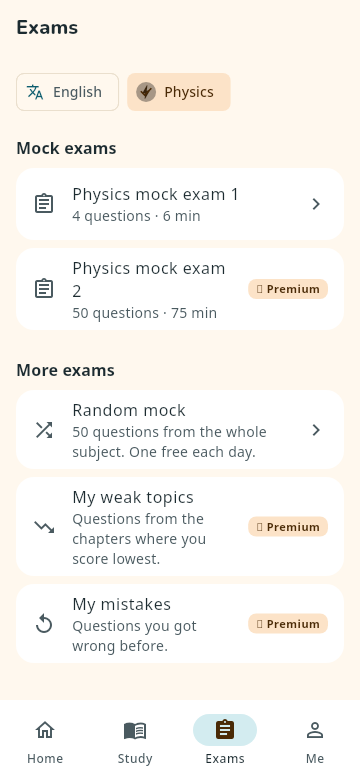 Exams
English
Physics
Mock exams
Physics mock exam 1
4 questions · 6 min
Physics mock exam
2
50 questions · 75 min
Premium
More exams
Random mock
50 questions from the whole
subject. One free each day.
My weak topics
Questions from the
chapters where you
score lowest.
Premium
My mistakes
Questions you got
wrong before.
Premium
Home
Study
Exams
Me